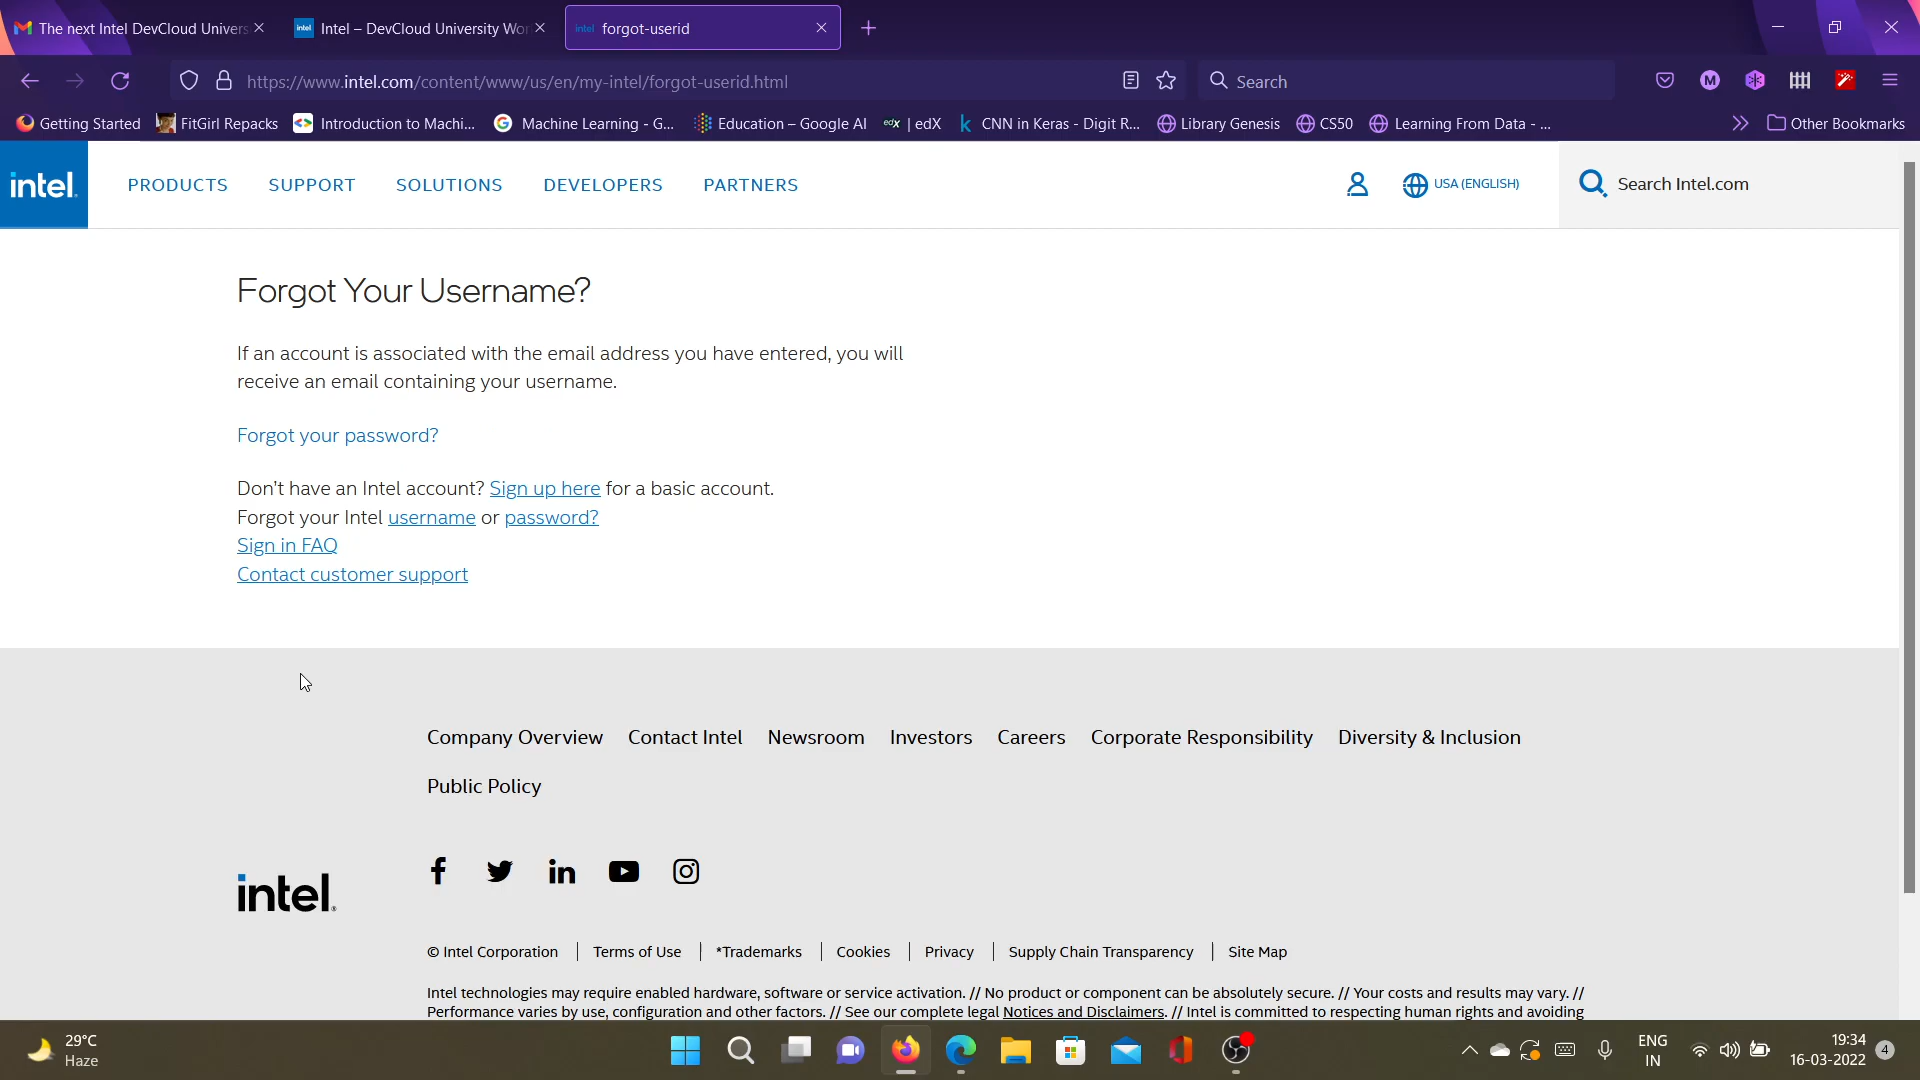 The next Intel DevCloud Univers
intel Intel – DevCloud University Wor
intel forgot-userid
https://www.intel.com/content/www/us/en/my-intel/forgot-userid.html
Search
M
Getting Started
FitGirl Repacks
Introduction to Machi...
Machine Learning - G...
Education – Google AI
edX | edX
k CNN in Keras - Digit R...
Library Genesis
CS50
Learning From Data - ...
Other Bookmarks
intel.
PRODUCTS
SUPPORT
SOLUTIONS
DEVELOPERS
PARTNERS
USA (ENGLISH)
Search Intel.com
Forgot Your Username?
If an account is associated with the email address you have entered, you will
receive an email containing your username.
Forgot your password?
Don't have an Intel account? Sign up here for a basic account.
Forgot your Intel username or password?
Sign in FAQ
Contact customer support
Company Overview Contact Intel Newsroom Investors Careers Corporate Responsibility Diversity & Inclusion
Public Policy
intel.
© Intel Corporation | Terms of Use | *Trademarks | Cookies | Privacy | Supply Chain Transparency | Site Map
Intel technologies may require enabled hardware, software or service activation. // No product or component can be absolutely secure. // Your costs and results may vary. //
Performance varies by use, configuration and other factors. // See our complete legal Notices and Disclaimers. // Intel is committed to respecting human rights and avoiding
29°C
Haze
ENG
IN
19:34
16-03-2022
4